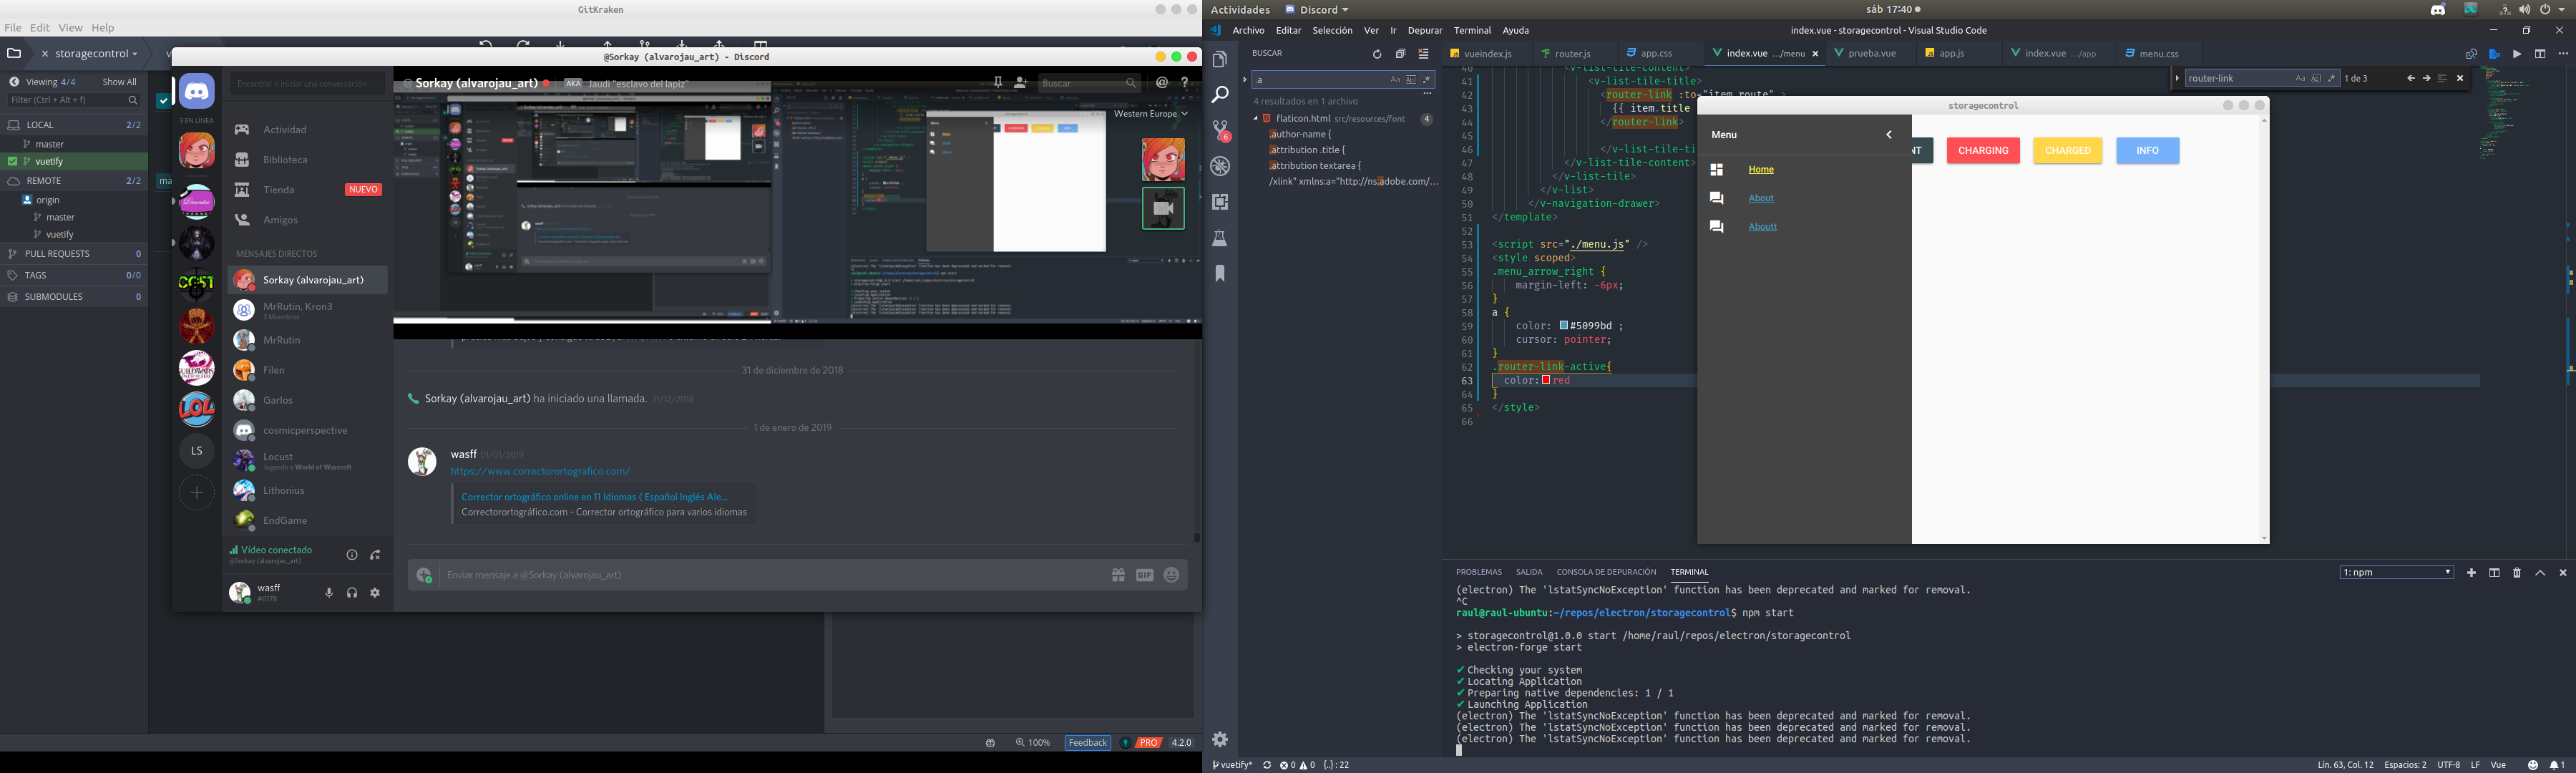 GitKraken
File Edit View Help
storagecontrol
Viewing 4/4 Show All
Filter (Ctrl + Alt + f)
LOCAL 2/2
master
vuetify
REMOTE 2/2
origin
master
vuetify
PULL REQUESTS 0
TAGS 0/0
SUBMODULES 0
100% Feedback PRO 4.2.0
@Sorkay (alvarojau_art) - Discord
3 EN LÍNEA
LS
Encontrar o iniciar una conversación
Actividad
Biblioteca
Tienda NUEVO
Amigos
MENSAJES DIRECTOS
Sorkay (alvarojau_art)
MrRutin, Kron3
3 Miembros
MrRutin
Filen
Garlos
cosmicperspective
Locust
Jugando a World of Warcraft
Lithonius
EndGame
Vídeo conectado
@Sorkay (alvarojau_art)
wasff
#0178
@ Sorkay (alvarojau_art) AKA Jaudi "esclavo del lapiz" Buscar
Western Europe
31 de diciembre de 2018
Sorkay (alvarojau_art) ha iniciado una llamada. 31/12/2018
1 de enero de 2019
wasff 01/01/2019
https://www.correctorortografico.com/
Corrector ortográfico online en 11 Idiomas ( Español Inglés Ale...
Correctorortográfico.com - Corrector ortográfico para varios idiomas
Enviar mensaje a @Sorkay (alvarojau_art) GIF
Actividades Discord sáb 17:40
Archivo Editar Selección Ver Ir Depurar Terminal Ayuda index.vue - storagecontrol - Visual Studio Code
BUSCAR
.a
4 resultados en 1 archivo
flaticon.html src/resources/font 4
.author-name {
.attribution .title {
.attribution textarea {
/xlink" xmlns:a="http://ns.adobe.com/...
6
vueindex.js router.js app.css index.vue .../menu prueba.vue app.js index.vue .../app menu.css
router-link 1 de 3
40 <v-list-tile-content>
41 <v-list-tile-title>
42 <router-link :to="item.route" >
43 {{ item.title
44 </router-link>
45
46 </v-list-tile-ti
47 </v-list-tile-content>
48 </v-list-tile>
49 </v-list>
50 </v-navigation-drawer>
51 </template>
52
53 <script src="./menu.js" />
54 <style scoped>
55 .menu_arrow_right {
56 margin-left: -6px;
57 }
58 a {
59 color: #5099bd ;
60 cursor: pointer;
61 }
62 .router-link-active{
63 color: red
64 }
65 </style>
66
storagecontrol
Menu
Home
About
Aboutt
NT CHARGING CHARGED INFO
PROBLEMAS SALIDA CONSOLA DE DEPURACIÓN TERMINAL 1: npm
(electron) The 'lstatSyncNoException' function has been deprecated and marked for removal.
^C
raul@raul-ubuntu:~/repos/electron/storagecontrol$ npm start
> storagecontrol@1.0.0 start /home/raul/repos/electron/storagecontrol
> electron-forge start
✔ Checking your system
✔ Locating Application
✔ Preparing native dependencies: 1 / 1
✔ Launching Application
(electron) The 'lstatSyncNoException' function has been deprecated and marked for removal.
(electron) The 'lstatSyncNoException' function has been deprecated and marked for removal.
(electron) The 'lstatSyncNoException' function has been deprecated and marked for removal.
vuetify* 0 0 {..} : 22 Lín. 63, Col. 12 Espacios: 2 UTF-8 LF Vue 1